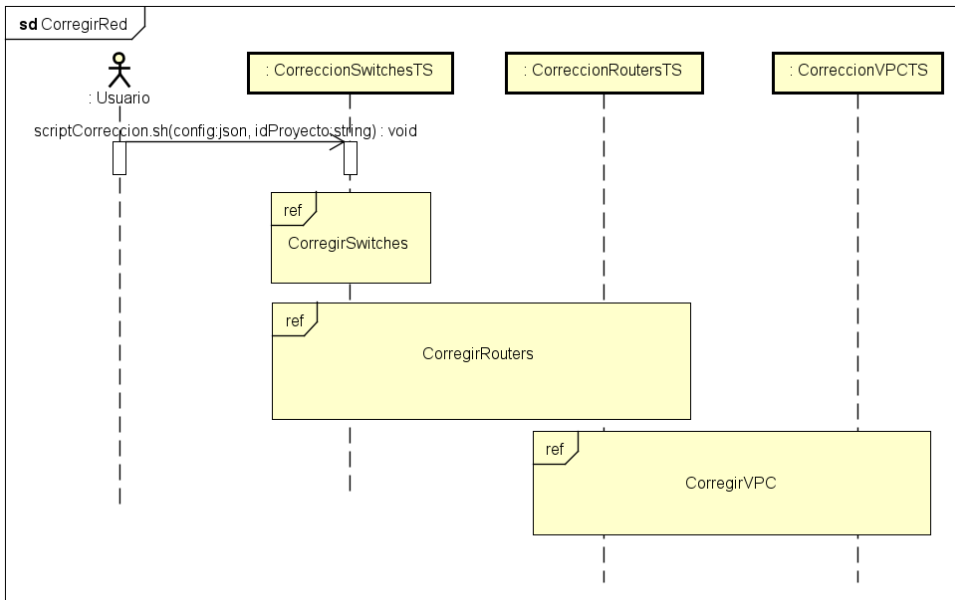 sd CorregirRed
: CorreccionSwitchesTS
: CorreccionRoutersTS
: CorreccionVPCTS
: Usuario
scriptCorreccion.sh(config:json, idProyecto:string) : void
ref
CorregirSwitches
ref
CorregirRouters
ref
CorregirVPC